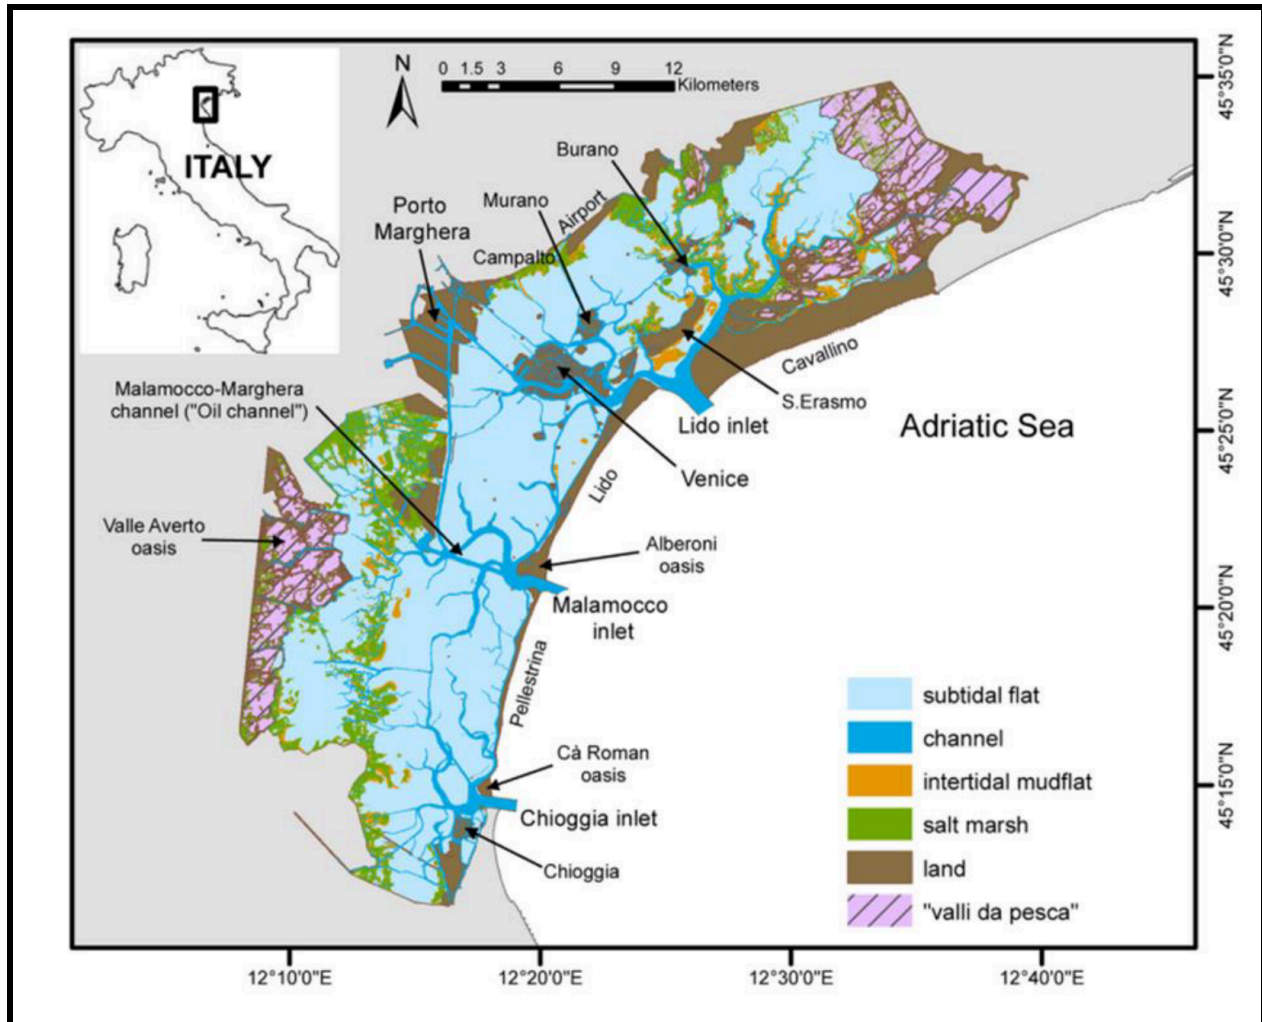 N
0 1.5 3 6 9 12
Kilometers
ITALY
Burano
Murano
Airport
Porto
Marghera
Campalto
Malamocco-Marghera
channel ("Oil channel")
Cavallino
S.Erasmo
Lido inlet
Adriatic Sea
Venice
Lido
Valle Averto
oasis
Alberoni
oasis
Malamocco
inlet
Pellestrina
Cà Roman
oasis
Chioggia inlet
Chioggia
subtidal flat
channel
intertidal mudflat
salt marsh
land
"valli da pesca"
45°35'0"N
45°30'0"N
45°25'0"N
45°20'0"N
45°15'0"N
12°10'0"E
12°20'0"E
12°30'0"E
12°40'0"E